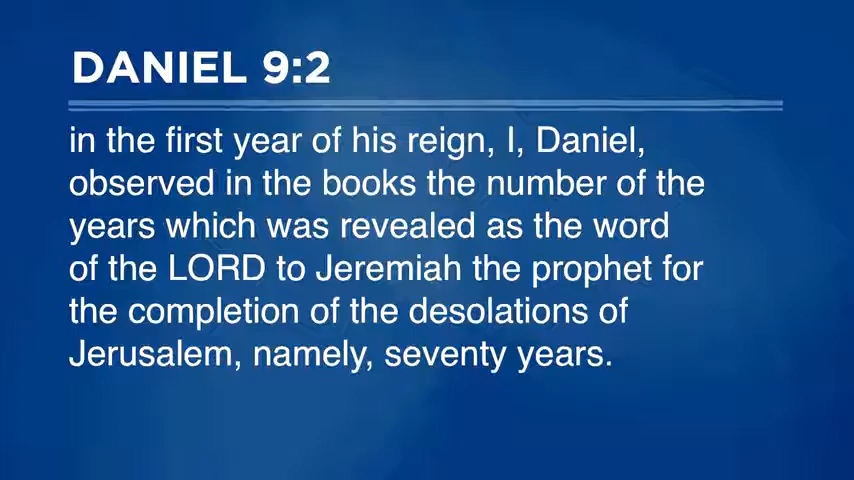 DANIEL 9:2
in the first year of his reign, I, Daniel,
observed in the books the number of the
years which was revealed as the word
of the LORD to Jeremiah the prophet for
the completion of the desolations of
Jerusalem, namely, seventy years.